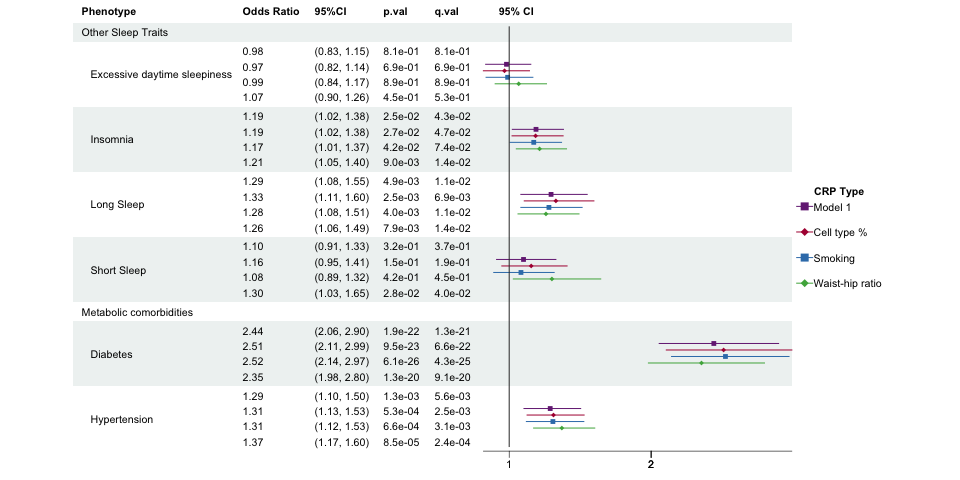 Phenotype Odds Ratio 95%CI p.val q.val 95% CI
Other Sleep Traits
0.98 (0.83, 1.15) 8.1e-01 8.1e-01
Excessive daytime sleepiness
0.97 (0.82, 1.14) 6.9e-01 6.9e-01
0.99 (0.84, 1.17) 8.9e-01 8.9e-01
1.07 (0.90, 1.26) 4.5e-01 5.3e-01
1.19 (1.02, 1.38) 2.5e-02 4.3e-02
Insomnia
1.19 (1.02, 1.38) 2.7e-02 4.7e-02
1.17 (1.01, 1.37) 4.2e-02 7.4e-02
1.21 (1.05, 1.40) 9.0e-03 1.4e-02
1.29 (1.08, 1.55) 4.9e-03 1.1e-02
Long Sleep
1.33 (1.11, 1.60) 2.5e-03 6.9e-03
1.28 (1.08, 1.51) 4.0e-03 1.1e-02
1.26 (1.06, 1.49) 7.9e-03 1.4e-02
1.10 (0.91, 1.33) 3.2e-01 3.7e-01
Short Sleep
1.16 (0.95, 1.41) 1.5e-01 1.9e-01
1.08 (0.89, 1.32) 4.2e-01 4.5e-01
1.30 (1.03, 1.65) 2.8e-02 4.0e-02
Metabolic comorbidities
2.44 (2.06, 2.90) 1.9e-22 1.3e-21
Diabetes
2.51 (2.11, 2.99) 9.5e-23 6.6e-22
2.52 (2.14, 2.97) 6.1e-26 4.3e-25
2.35 (1.98, 2.80) 1.3e-20 9.1e-20
1.29 (1.10, 1.50) 1.3e-03 5.6e-03
Hypertension
1.31 (1.13, 1.53) 5.3e-04 2.5e-03
1.31 (1.12, 1.53) 6.6e-04 3.1e-03
1.37 (1.17, 1.60) 8.5e-05 2.4e-04
1 2
CRP Type
Model 1
Cell type %
Smoking
Waist-hip ratio